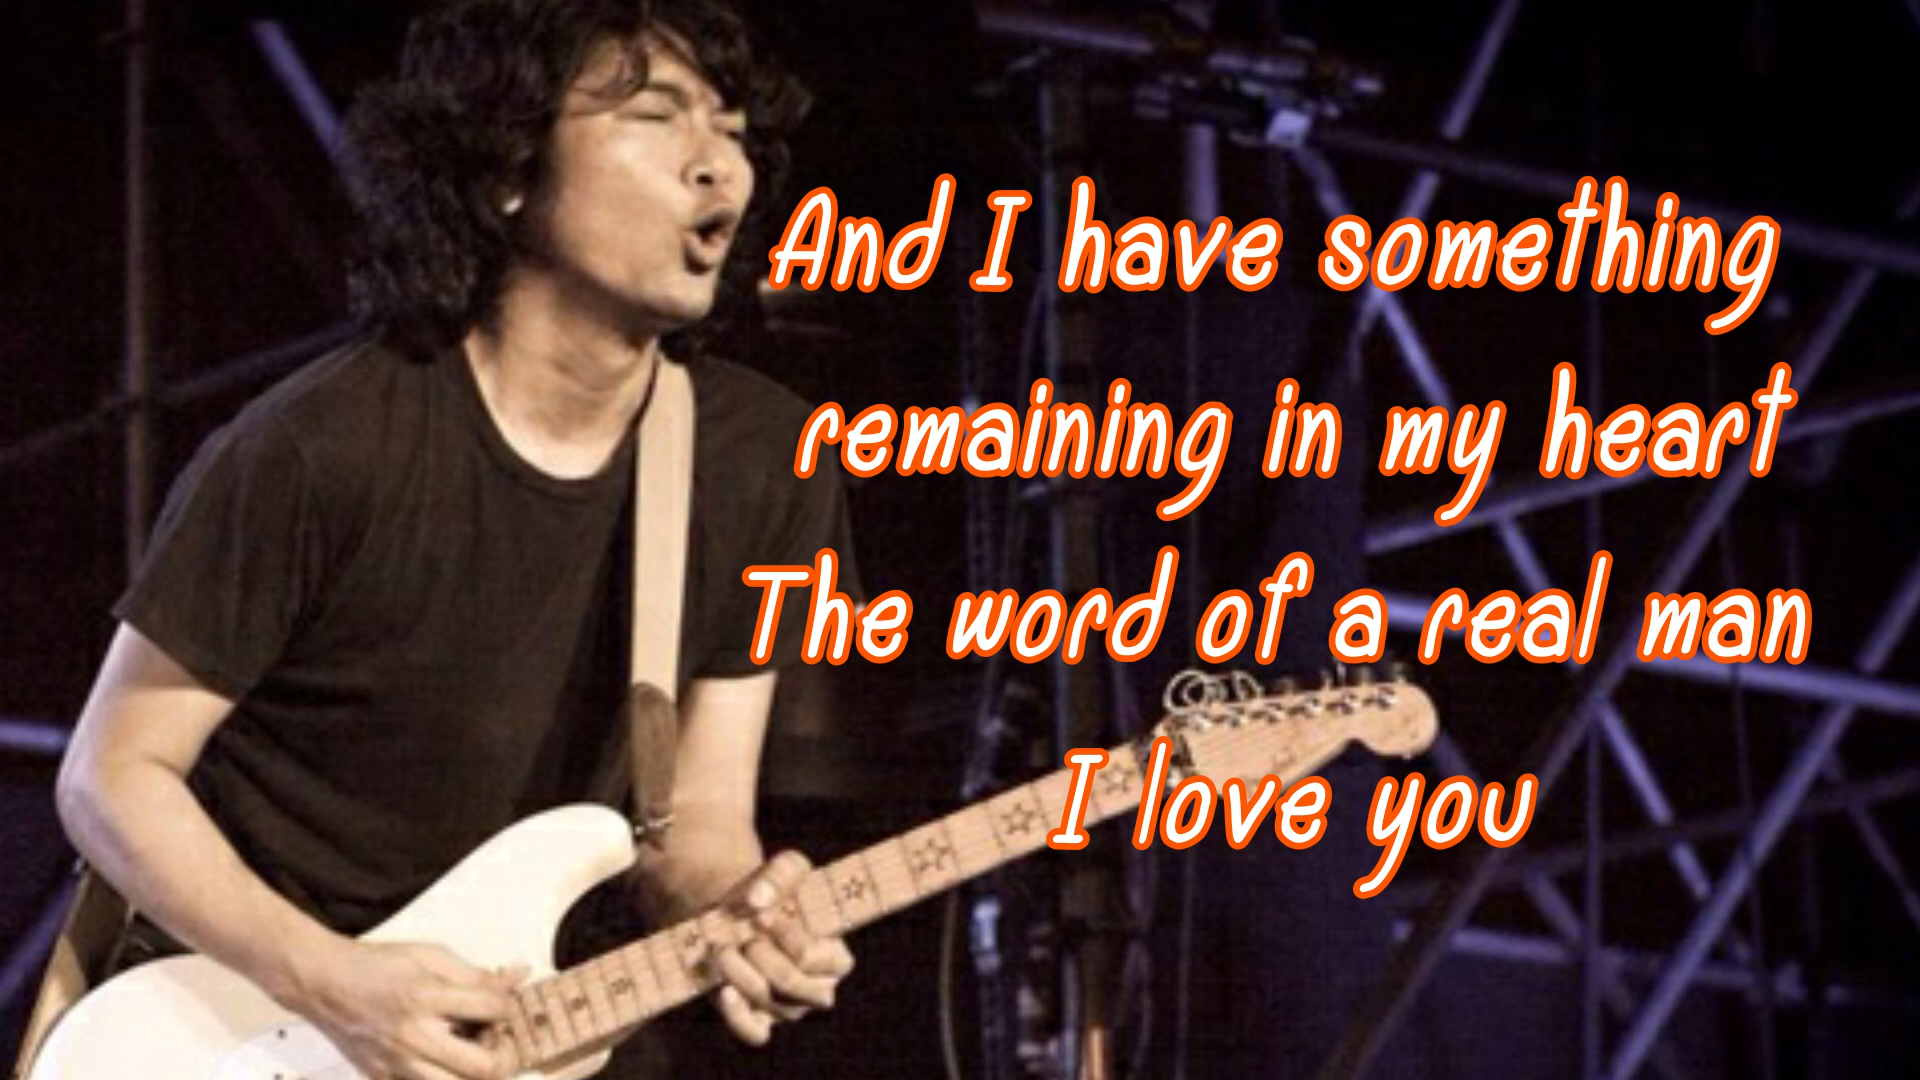 And I have something
remaining in my heart
The word of a real man
I love you